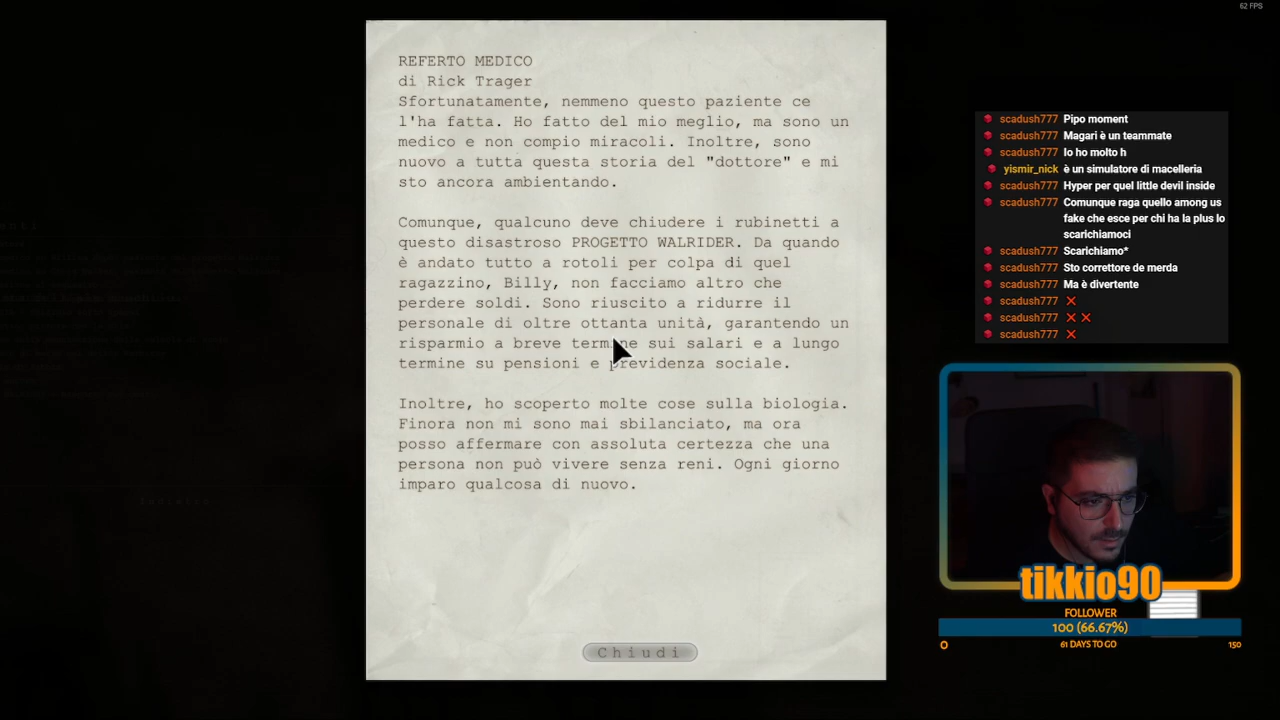 62 FPS
REFERTO MEDICO
di Rick Trager
Sfortunatamente, nemmeno questo paziente ce
l'ha fatta. Ho fatto del mio meglio, ma sono un
medico e non compio miracoli. Inoltre, sono
nuovo a tutta questa storia del "dottore" e mi
sto ancora ambientando.
Comunque, qualcuno deve chiudere i rubinetti a
questo disastroso PROGETTO WALRIDER. Da quando
è andato tutto a rotoli per colpa di quel
ragazzino, Billy, non facciamo altro che
perdere soldi. Sono riuscito a ridurre il
personale di oltre ottanta unità, garantendo un
risparmio a breve termine sui salari e a lungo
termine su pensioni e previdenza sociale.
Inoltre, ho scoperto molte cose sulla biologia.
Finora non mi sono mai sbilanciato, ma ora
posso affermare con assoluta certezza che una
persona non può vivere senza reni. Ogni giorno
imparo qualcosa di nuovo.
Chiudi
scadush777 Pipo moment
scadush777 Magari è un teammate
scadush777 Io ho molto h
yismir_nick è un simulatore di macelleria
scadush777 Hyper per quel little devil inside
scadush777 Comunque raga quello among us
fake che esce per chi ha la plus lo
scarichiamoci
scadush777 Scarichiamo*
scadush777 Sto correttore de merda
scadush777 Ma è divertente
scadush777
scadush777
scadush777
tikkio90
FOLLOWER
100 (66.67%)
0 61 DAYS TO GO 150